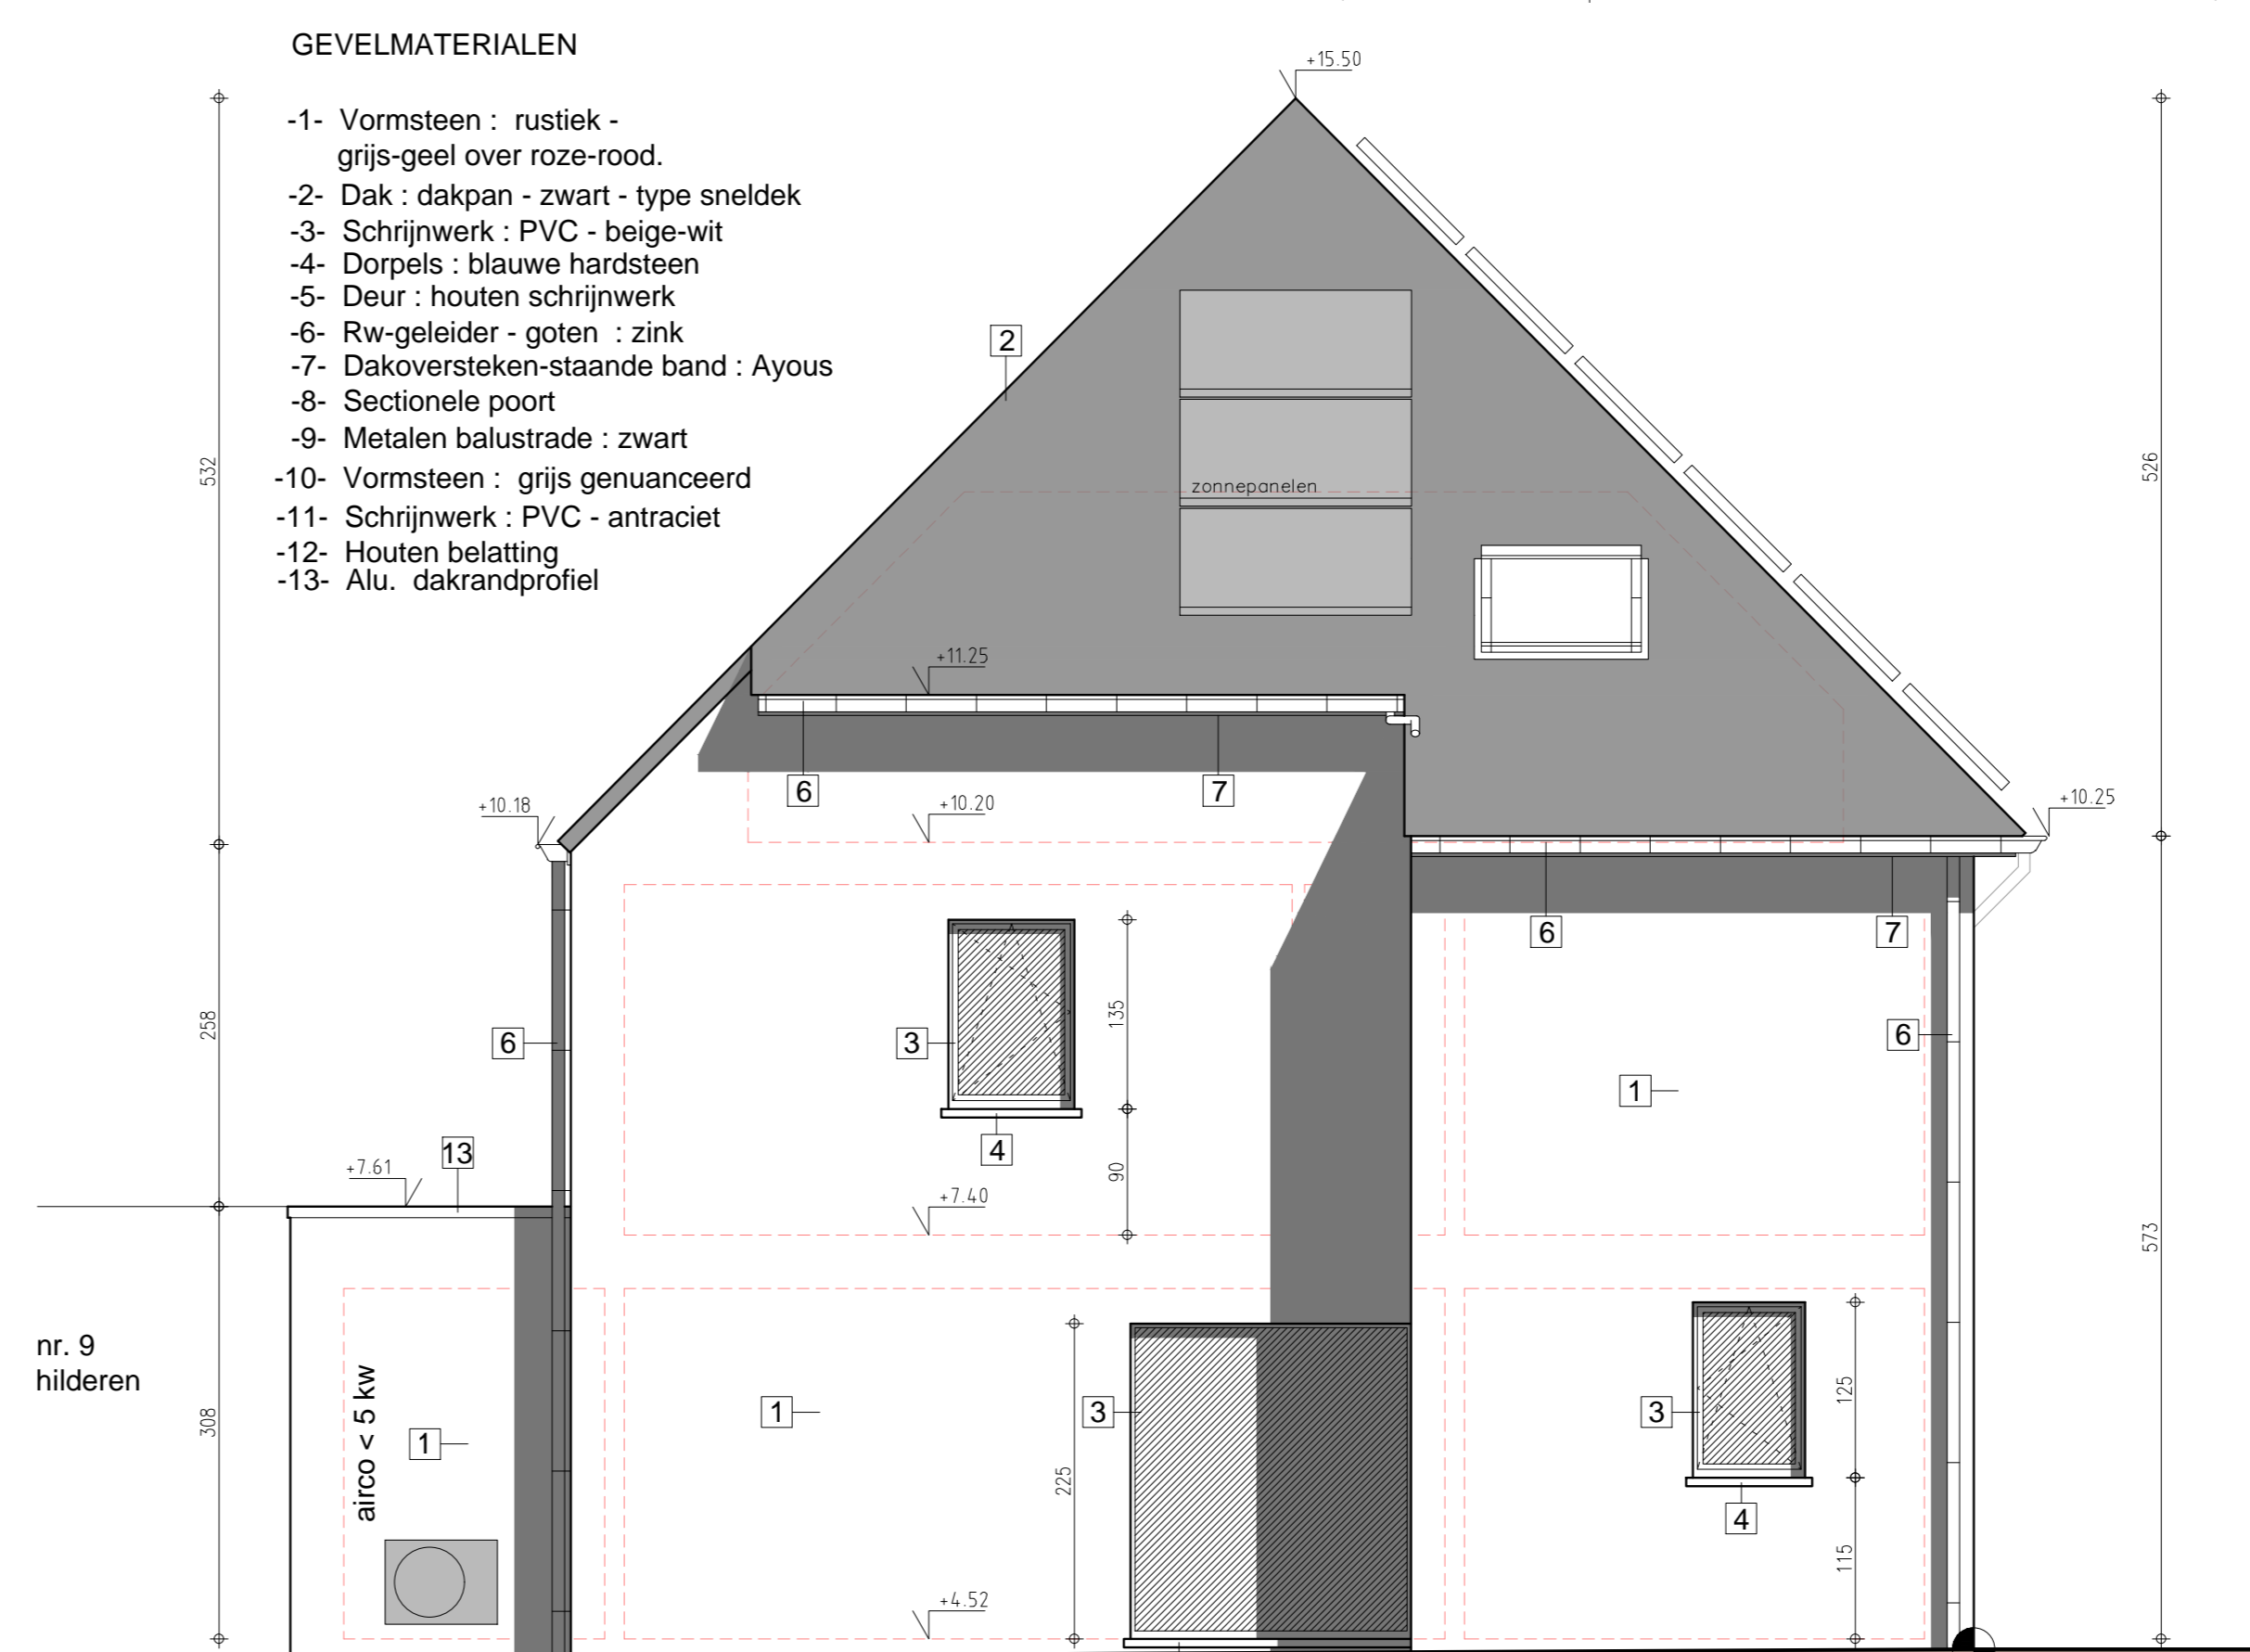 GEVELMATERIALEN
-1- Vormsteen : rustiek -
grijs-geel over roze-rood.
-2- Dak : dakpan - zwart - type sneldek
-3- Schrijnwerk : PVC - beige-wit
-4- Dorpels : blauwe hardsteen
-5- Deur : houten schrijnwerk
-6- Rw-geleider - goten : zink
-7- Dakoversteken-staande band : Ayous
-8- Sectionele poort
-9- Metalen balustrade : zwart
-10- Vormsteen : grijs genuanceerd
-11- Schrijnwerk : PVC - antraciet
-12- Houten belatting
-13- Alu. dakrandprofiel
+15.50
2
532
526
zonnepanelen
+11.25
6
7
+10.18
+10.20
+10.25
6
7
135
258
6
3
6
1
4
90
13
+7.61
+7.40
573
nr. 9
hilderen
308
airco < 5 kw
1
1
225
3
3
125
4
115
+4.52